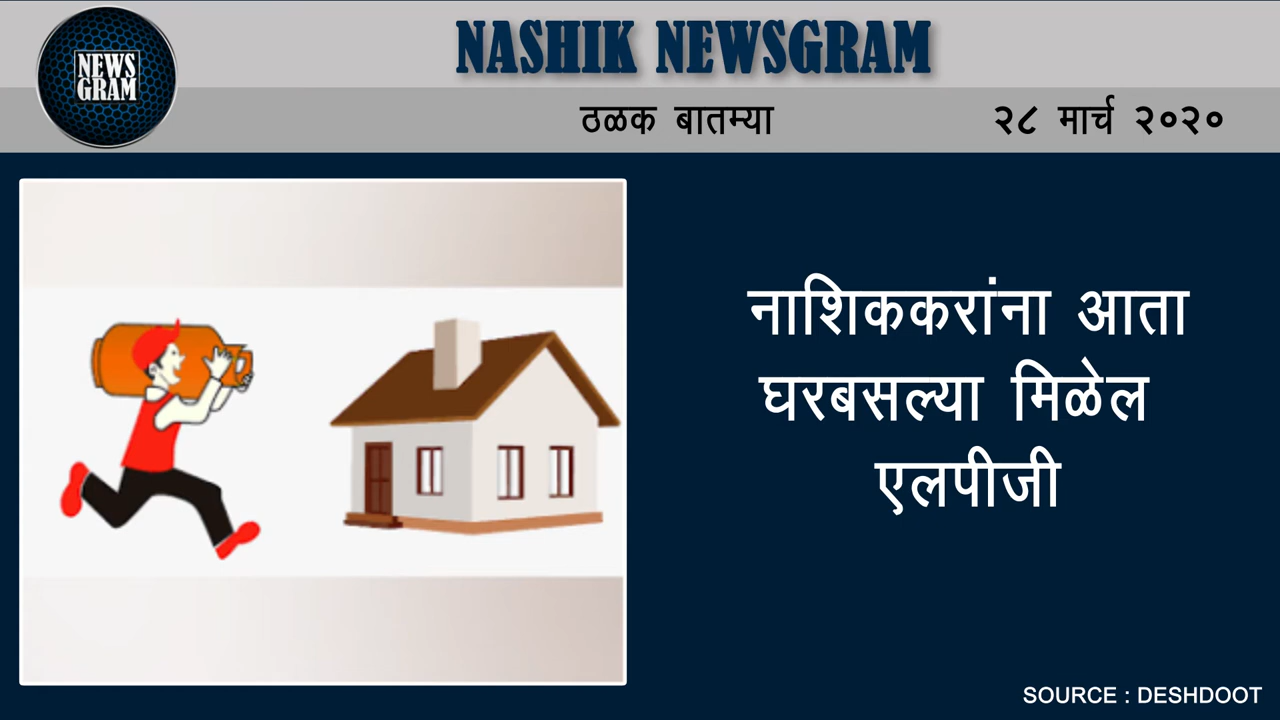 NEWS
GRAM
NASHIK NEWSGRAM
ठळक बातम्या
२८ मार्च २०२०
नाशिककरांना आता
घरबसल्या मिळेल
एलपीजी
SOURCE : DESHDOOT